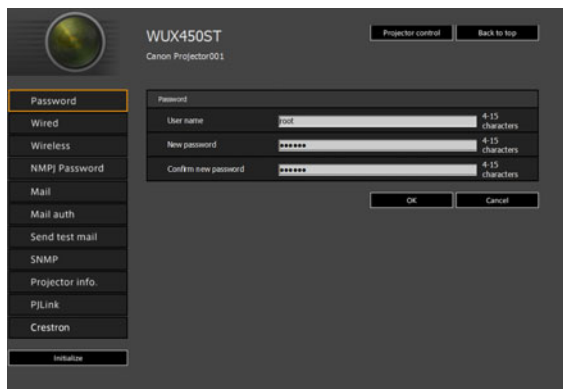 WUX450ST
Canon Projector001
Projector control
Back to top
Password
Wired
Wireless
NMPJ Password
Mail
Mail auth
Send test mail
SNMP
Projector info.
PJLink
Crestron
Initialize
Password
User name root 4-15
characters
New password •••••• 4-15
characters
Confirm new password •••••• 4-15
characters
OK
Cancel